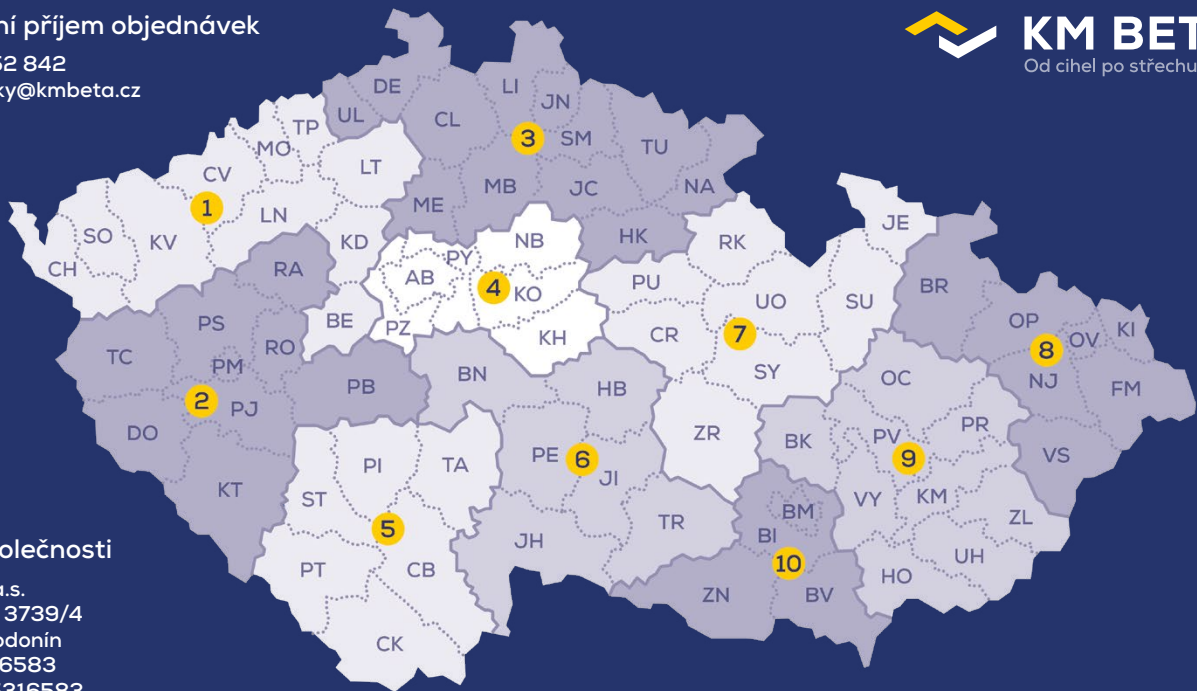 ní příjem objednávek
52 842
ky@kmbeta.cz
KM BET
Od cihel po střechu
DE
LI
JN
UL
CL
TP
3
SM
TU
MO
LT
CV
MB
JC
NA
1
ME
LN
SO
KV
KD
NB
HK
RK
JE
CH
RA
PY
AB
4
KO
PU
UO
SU
BR
PS
BE
PZ
KH
CR
7
OP
OV
KI
RO
8
TC
PM
PB
BN
HB
SY
OC
NJ
FM
2
PJ
DO
ZR
BK
PV
PR
VS
PI
TA
PE
6
9
KT
JI
ST
VY
KM
5
TR
BM
ZL
JH
BI
UH
PT
CB
10
HO
ZN
BV
CK
olečnosti
a.s.
3739/4
odonín
6583
316583